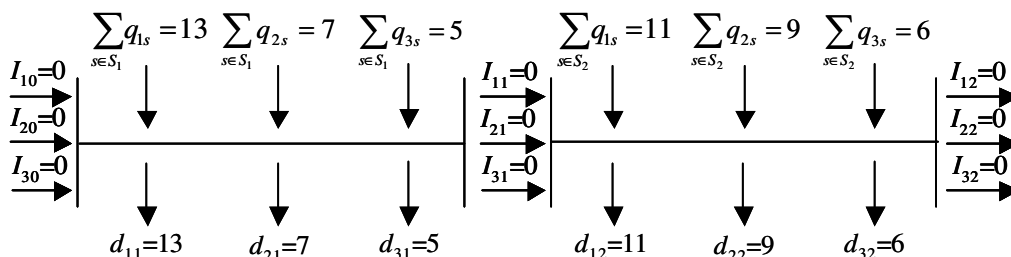 ∑ q₁ₛ = 13 ∑ q₂ₛ = 7 ∑ q₃ₛ = 5 ∑ q₁ₛ = 11 ∑ q₂ₛ = 9 ∑ q₃ₛ = 6
s∈S₁ s∈S₁ s∈S₁ s∈S₂ s∈S₂ s∈S₂
I₁₀=0 I₁₁=0 I₁₂=0
I₂₀=0 I₂₁=0 I₂₂=0
I₃₀=0 I₃₁=0 I₃₂=0
d₁₁=13 d₂₁=7 d₃₁=5 d₁₂=11 d₂₂=9 d₃₂=6